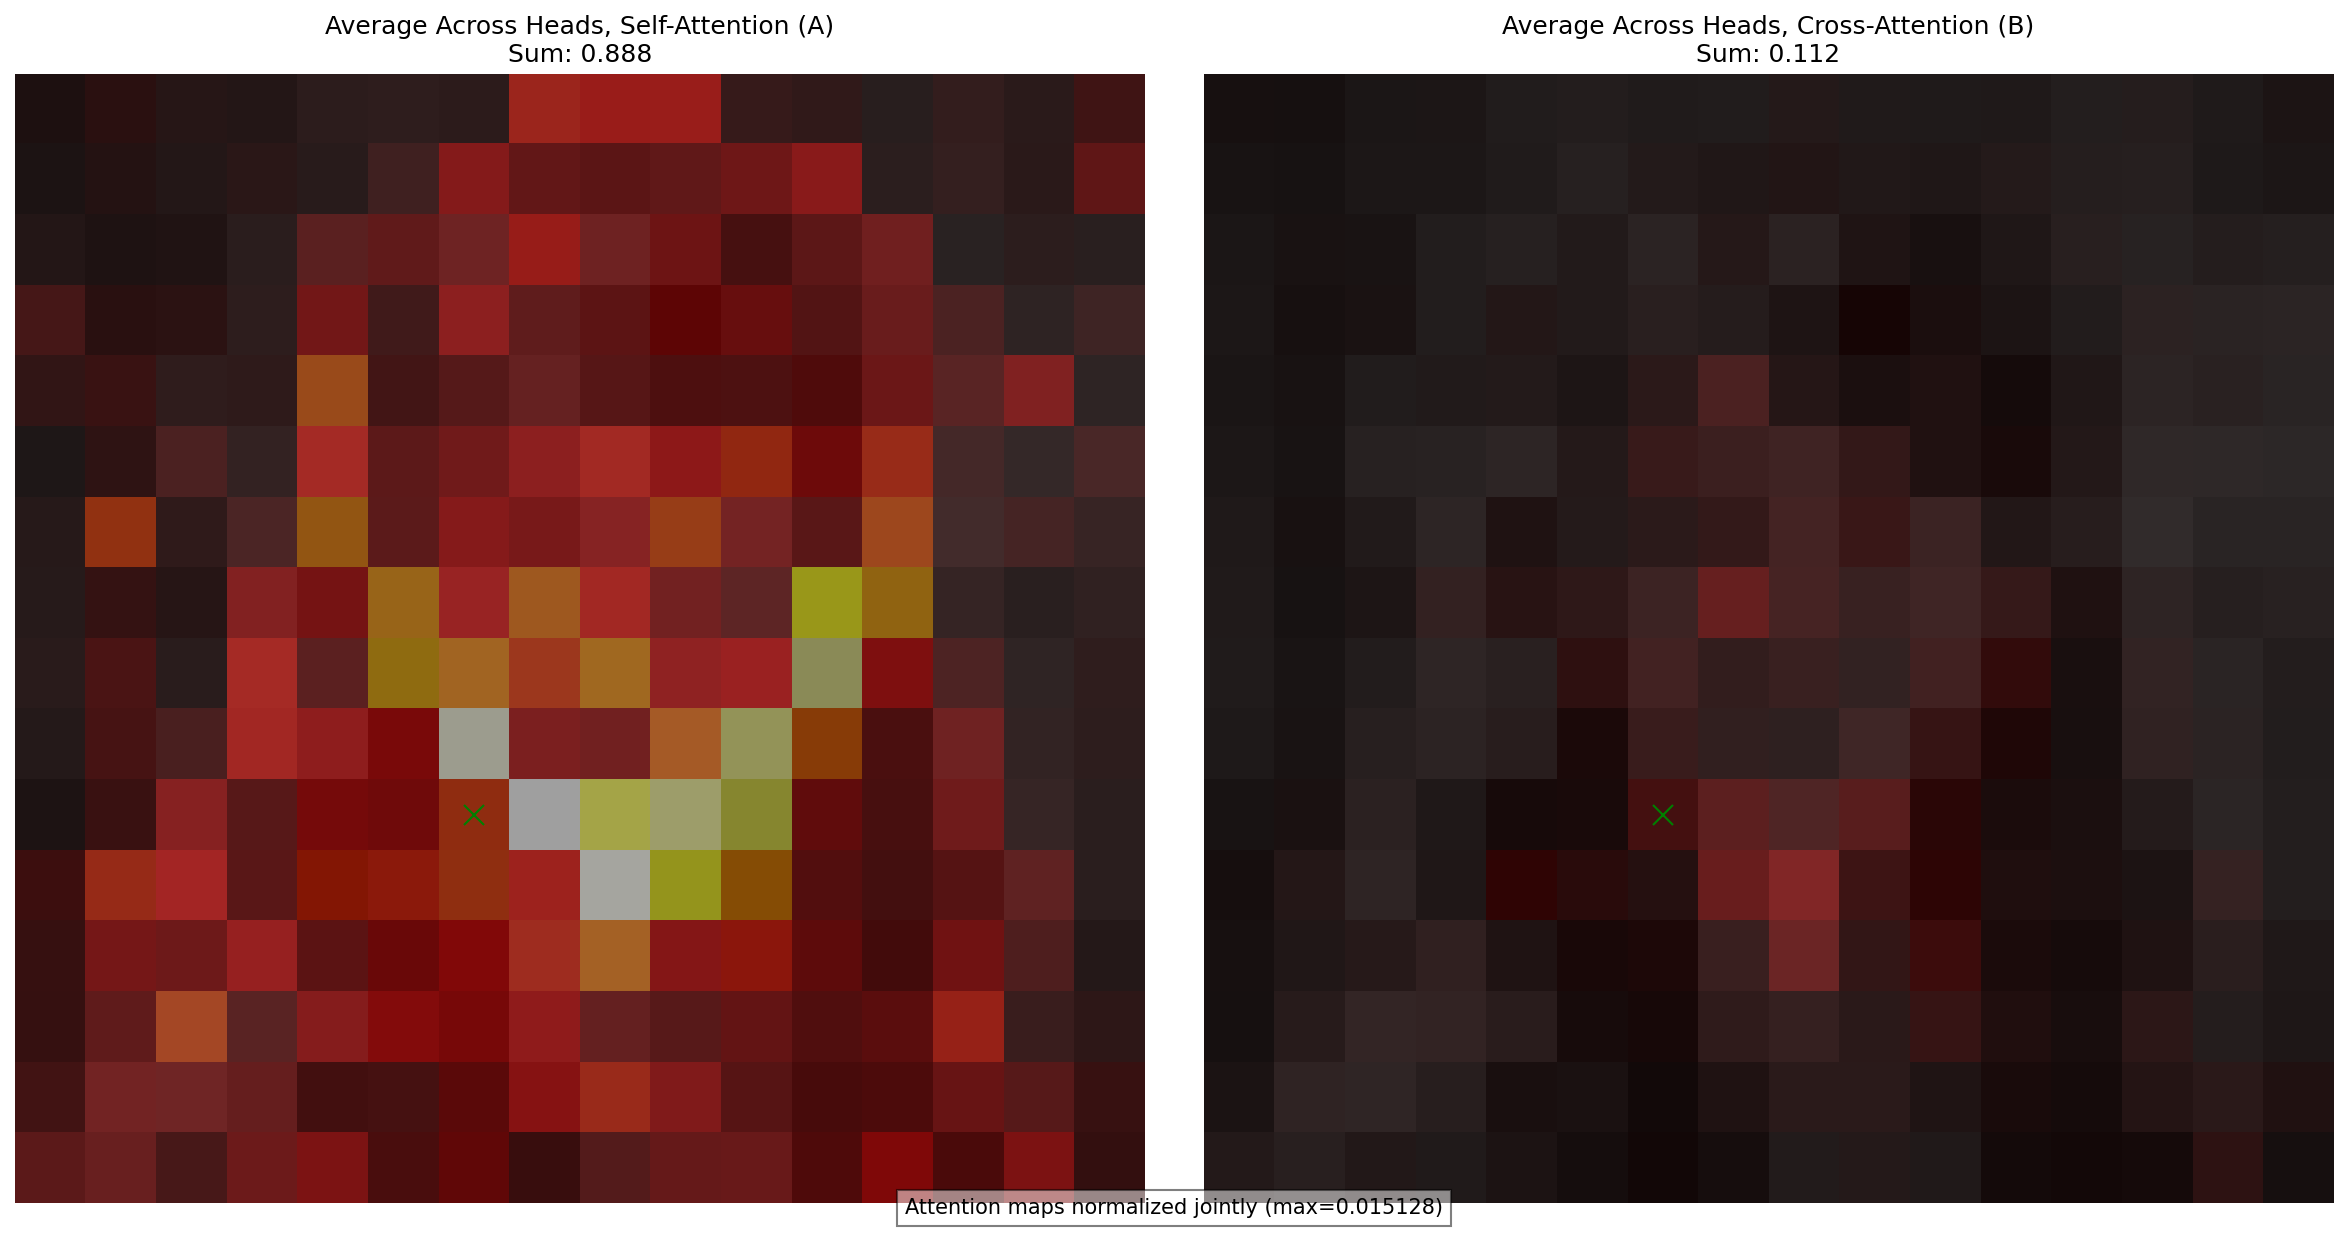 Average Across Heads, Self-Attention (A)
Sum: 0.888
Average Across Heads, Cross-Attention (B)
Sum: 0.112
Attention maps normalized jointly (max=0.015128)